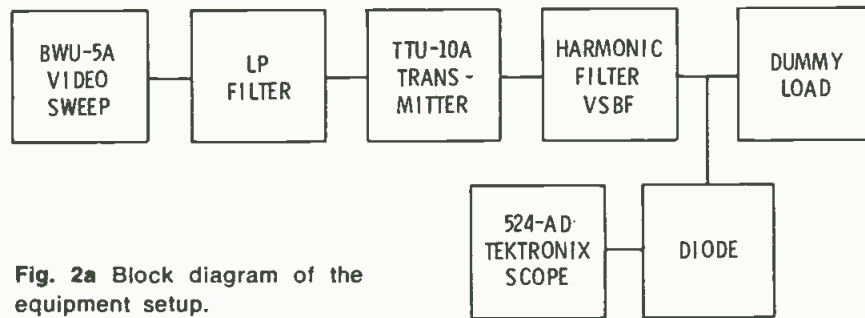 BWU-5A
VIDEO
SWEEP
LP
FILTER
TTU-10A
TRANS-
MITTER
HARMONIC
FILTER
VSBF
DUMMY
LOAD
524-AD
TEKTRONIX
SCOPE
DIODE
Fig. 2a Block diagram of the
equipment setup.